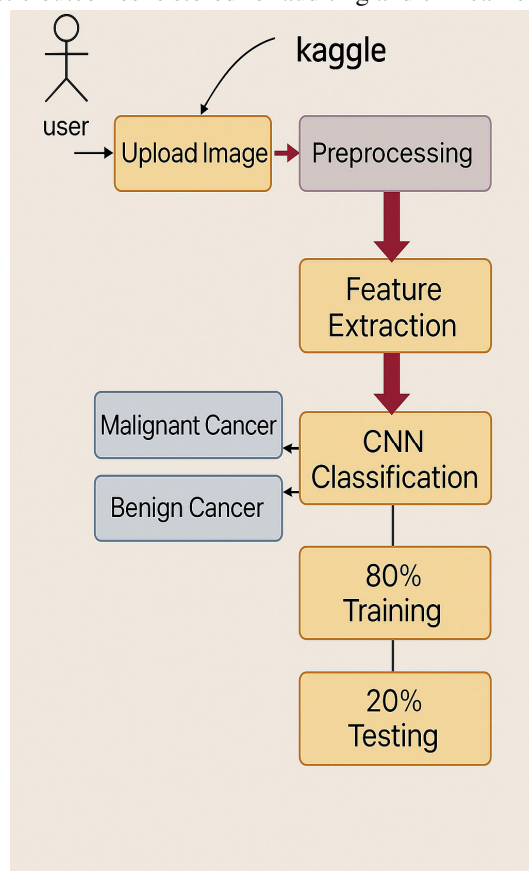 kaggle
user
Upload Image
Preprocessing
Feature
Extraction
Malignant Cancer
CNN
Classification
Benign Cancer
80%
Training
20%
Testing